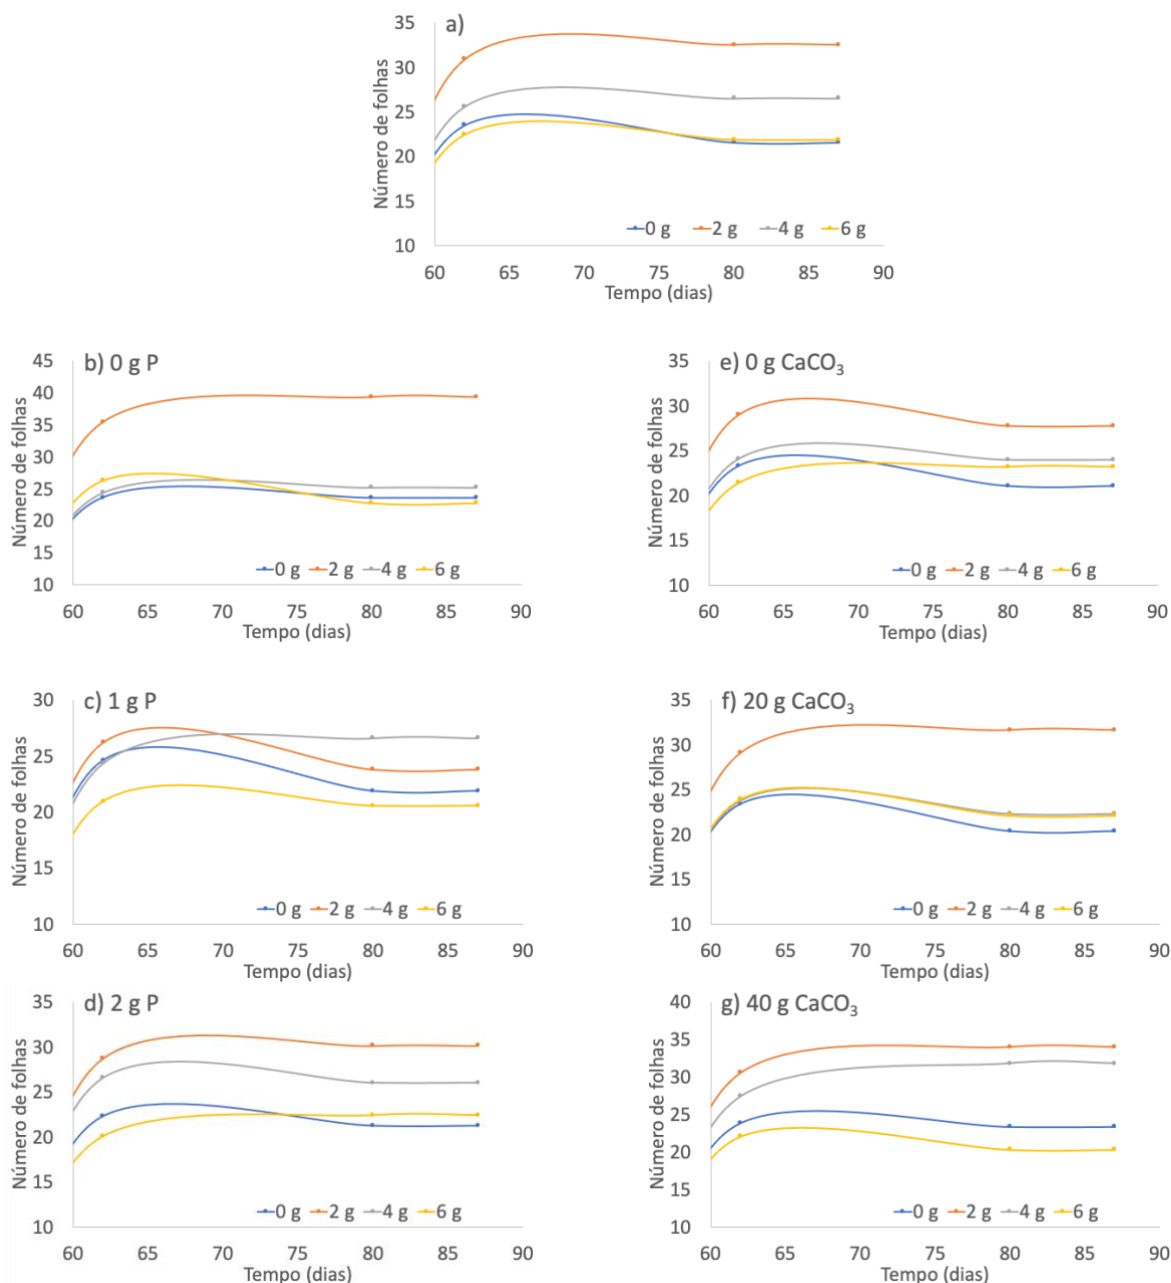 a)
Número de folhas
35
30
25
20
15
10
0 g 2 g 4 g 6 g
60 65 70 75 80 85 90
Tempo (dias)
b) 0 g P
Número de folhas
45
40
35
30
25
20
15
10
0 g 2 g 4 g 6 g
60 65 70 75 80 85 90
Tempo (dias)
e) 0 g CaCO₃
Número de folhas
35
30
25
20
15
10
0 g 2 g 4 g 6 g
60 65 70 75 80 85 90
Tempo (dias)
c) 1 g P
Número de folhas
30
25
20
15
10
0 g 2 g 4 g 6 g
60 65 70 75 80 85 90
Tempo (dias)
f) 20 g CaCO₃
Número de folhas
35
30
25
20
15
10
0 g 2 g 4 g 6 g
60 65 70 75 80 85 90
Tempo (dias)
d) 2 g P
Número de folhas
35
30
25
20
15
10
0 g 2 g 4 g 6 g
60 65 70 75 80 85 90
Tempo (dias)
g) 40 g CaCO₃
Número de folhas
40
35
30
25
20
15
10
0 g 2 g 4 g 6 g
60 65 70 75 80 85 90
Tempo (dias)